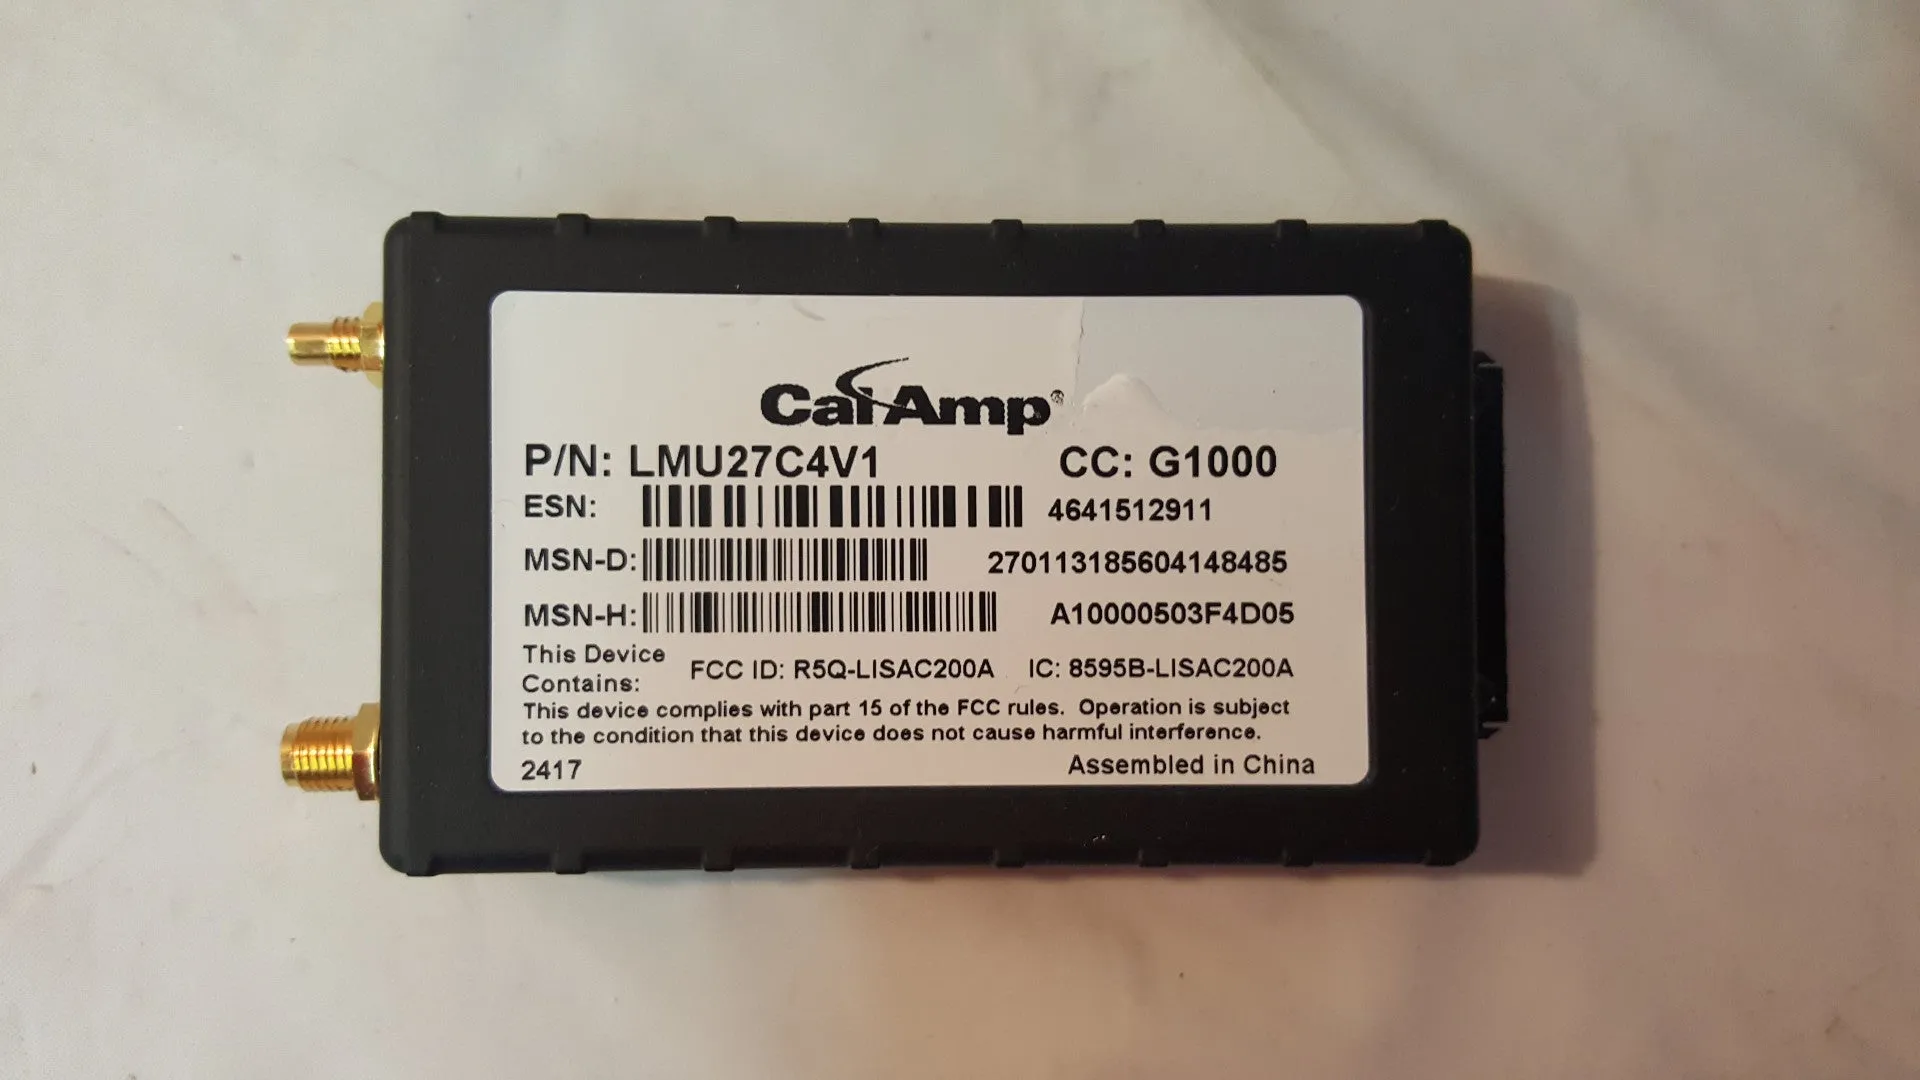 CalAmp®
P/N: LMU27C4V1 CC: G1000
ESN: 4641512911
MSN-D: 270113185604148485
MSN-H: A10000503F4D05
This Device Contains: FCC ID: R5Q-LISAC200A IC: 8595B-LISAC200A
This device complies with part 15 of the FCC rules. Operation is subject
to the condition that this device does not cause harmful interference.
2417 Assembled in China